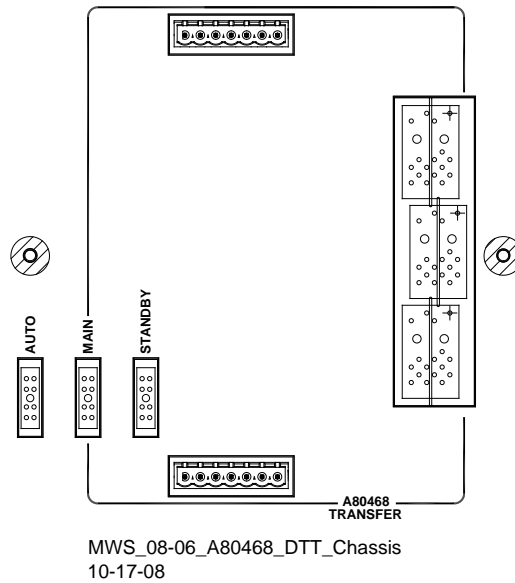 AUTO
MAIN
STANDBY
A80468
TRANSFER
MWS_08-06_A80468_DTT_Chassis
10-17-08